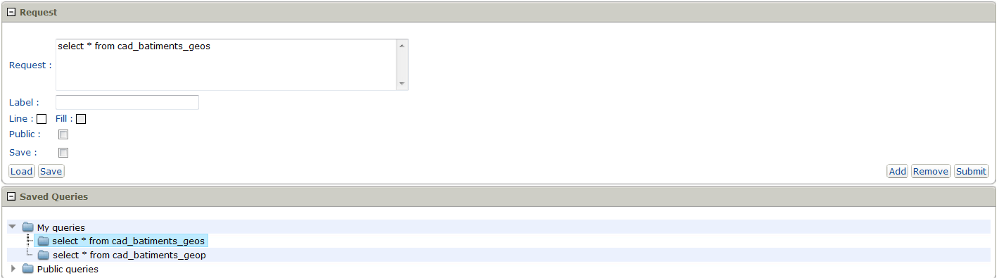 Request
Request :
select * from cad_batiments_geos
Label :
Line : Fill :
Public :
Save :
Load Save Add Remove Submit
Saved Queries
My queries
select * from cad_batiments_geos
select * from cad_batiments_geop
Public queries